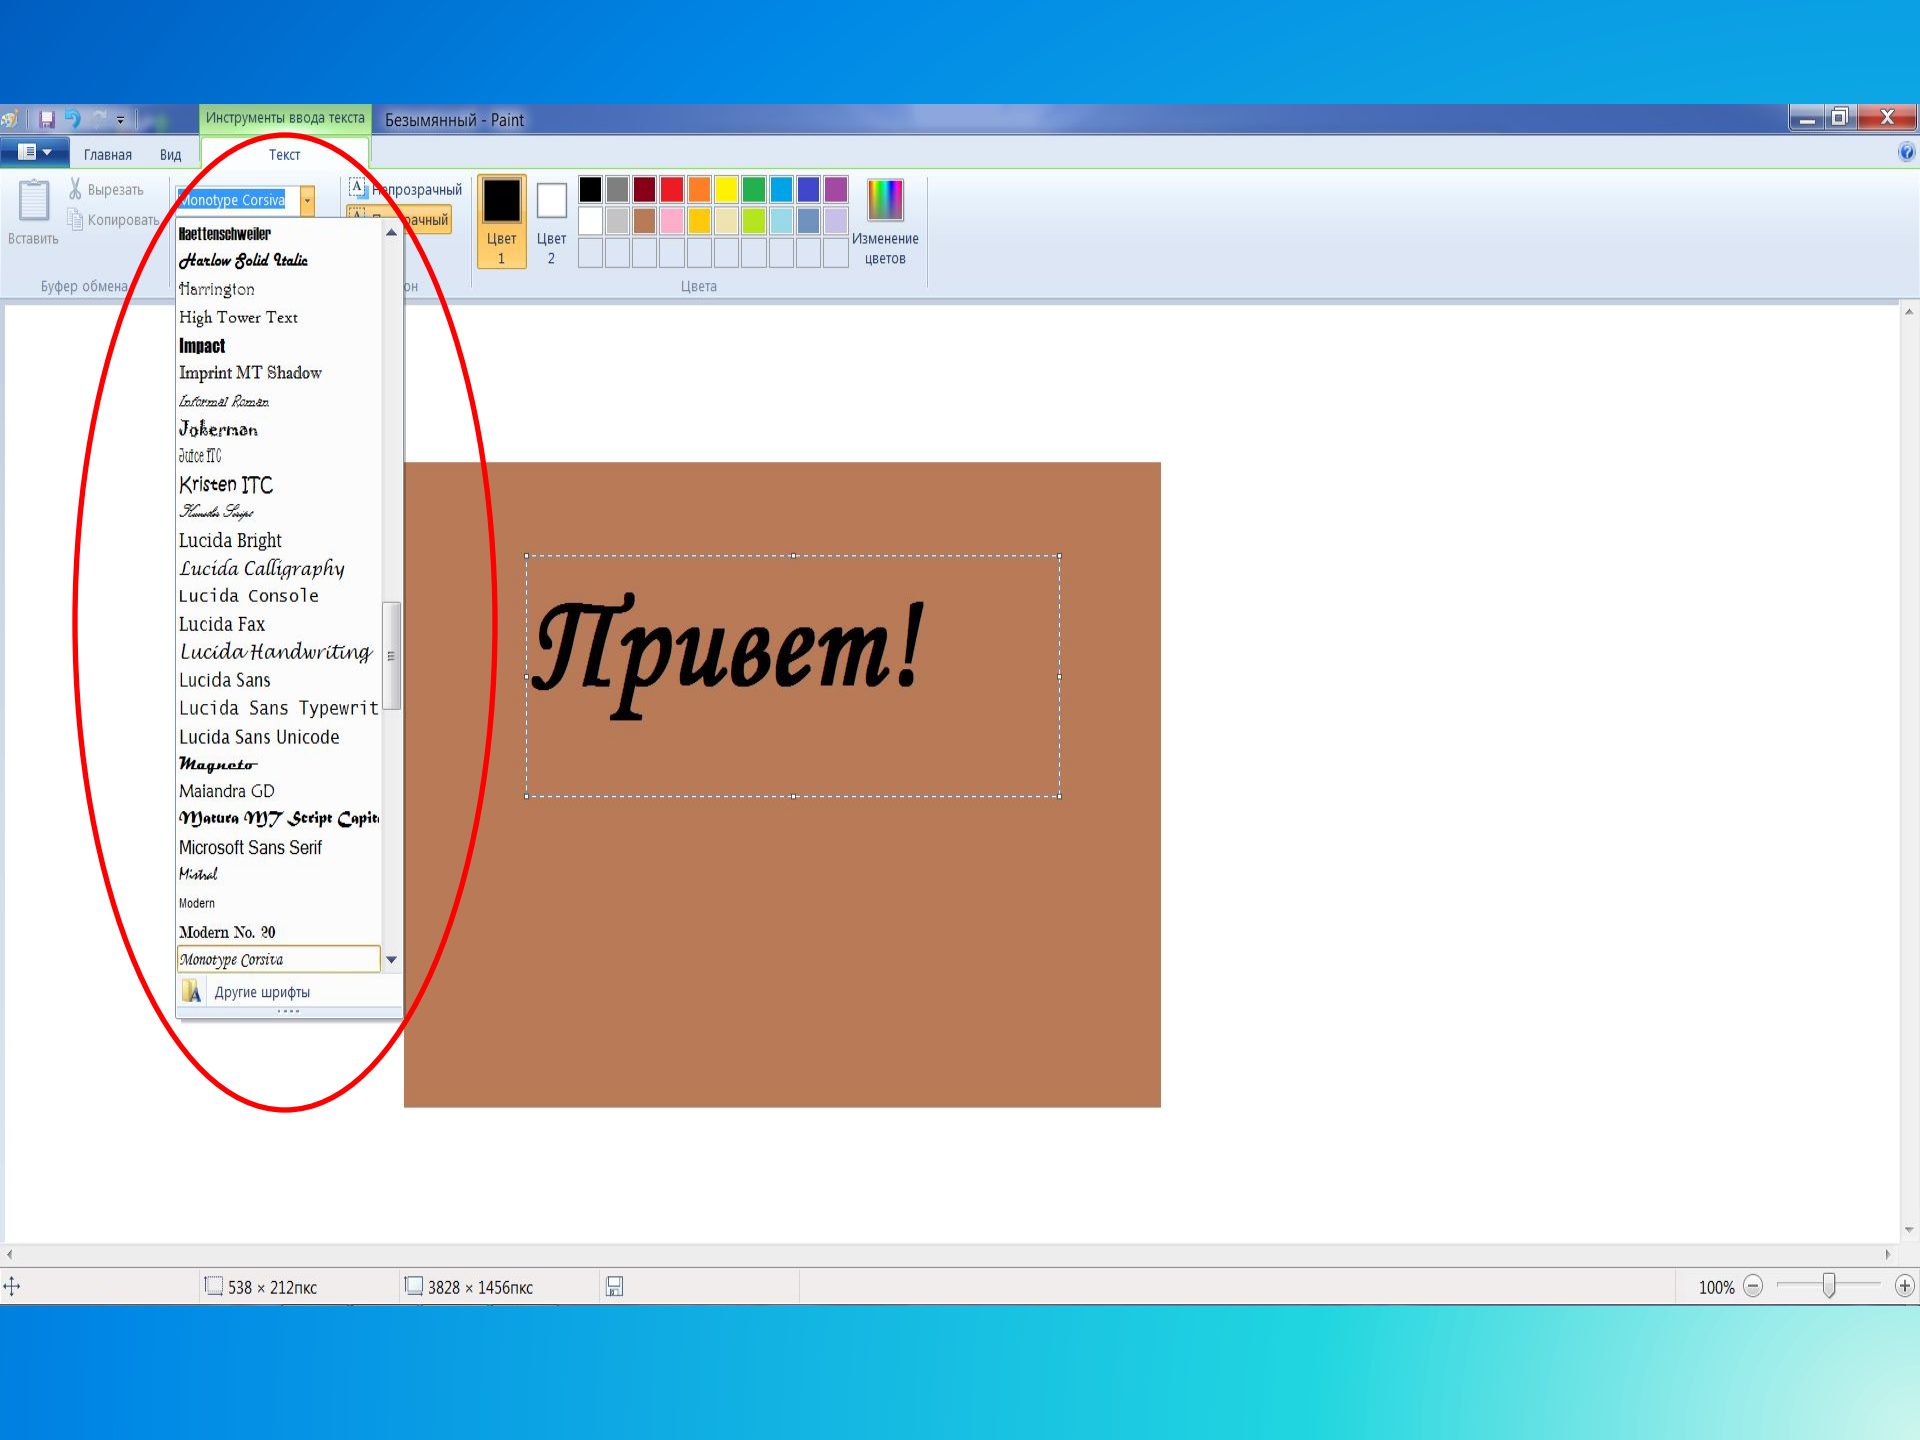 Инструменты ввода текста
Безымянный - Paint
Главная
Вид
Текст
Вставить
Вырезать
Копировать
Буфер обмена
Monotype Corsiva
Непрозрачный
Цвет 1
Цвет 2
Изменение цветов
Цвета
Haettenschweiler
Harlow Solid Italic
Harrington
High Tower Text
Impact
Imprint MT Shadow
Informal Roman
Jokerman
Juice ITC
Kristen ITC
Kunstler Script
Lucida Bright
Lucida Calligraphy
Lucida Console
Lucida Fax
Lucida Handwriting
Lucida Sans
Lucida Sans Typewrit
Lucida Sans Unicode
Magneto
Maiandra GD
Matura MT Script Capit
Microsoft Sans Serif
Mistral
Modern
Modern No. 20
Monotype Corsiva
Другие шрифты
Привет!
538 × 212пкс
3828 × 1456пкс
100%